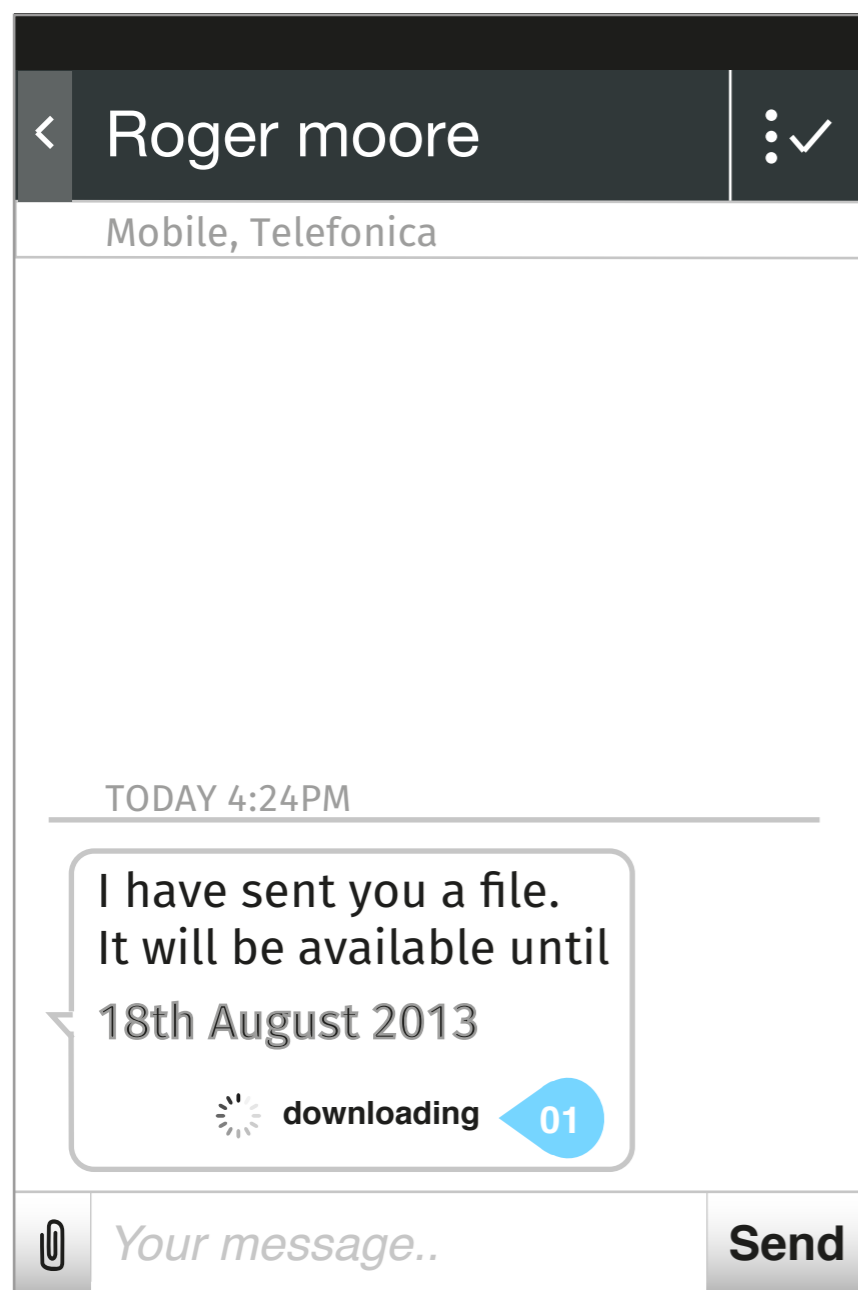 Roger moore
Mobile, Telefonica
TODAY 4:24PM
I have sent you a file.
It will be available until
18th August 2013
downloading
01
Your message..
Send